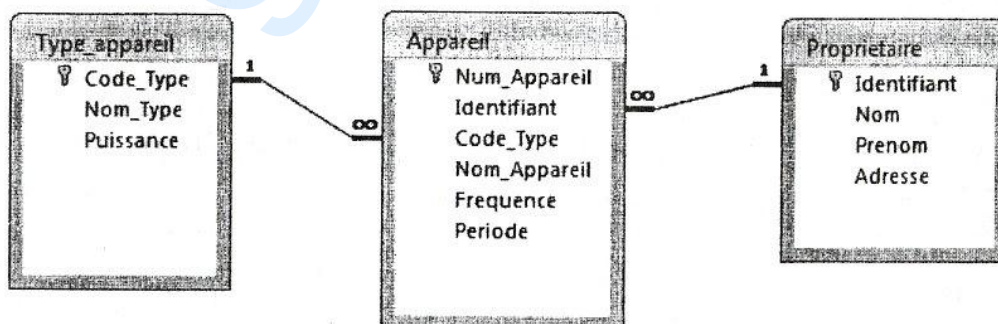 Type_appareil
Code_Type
Nom_Type
Puissance
1
∞
Appareil
Num_Appareil
Identifiant
Code_Type
Nom_Appareil
Frequence
Periode
∞
1
Proprietaire
Identifiant
Nom
Prenom
Adresse